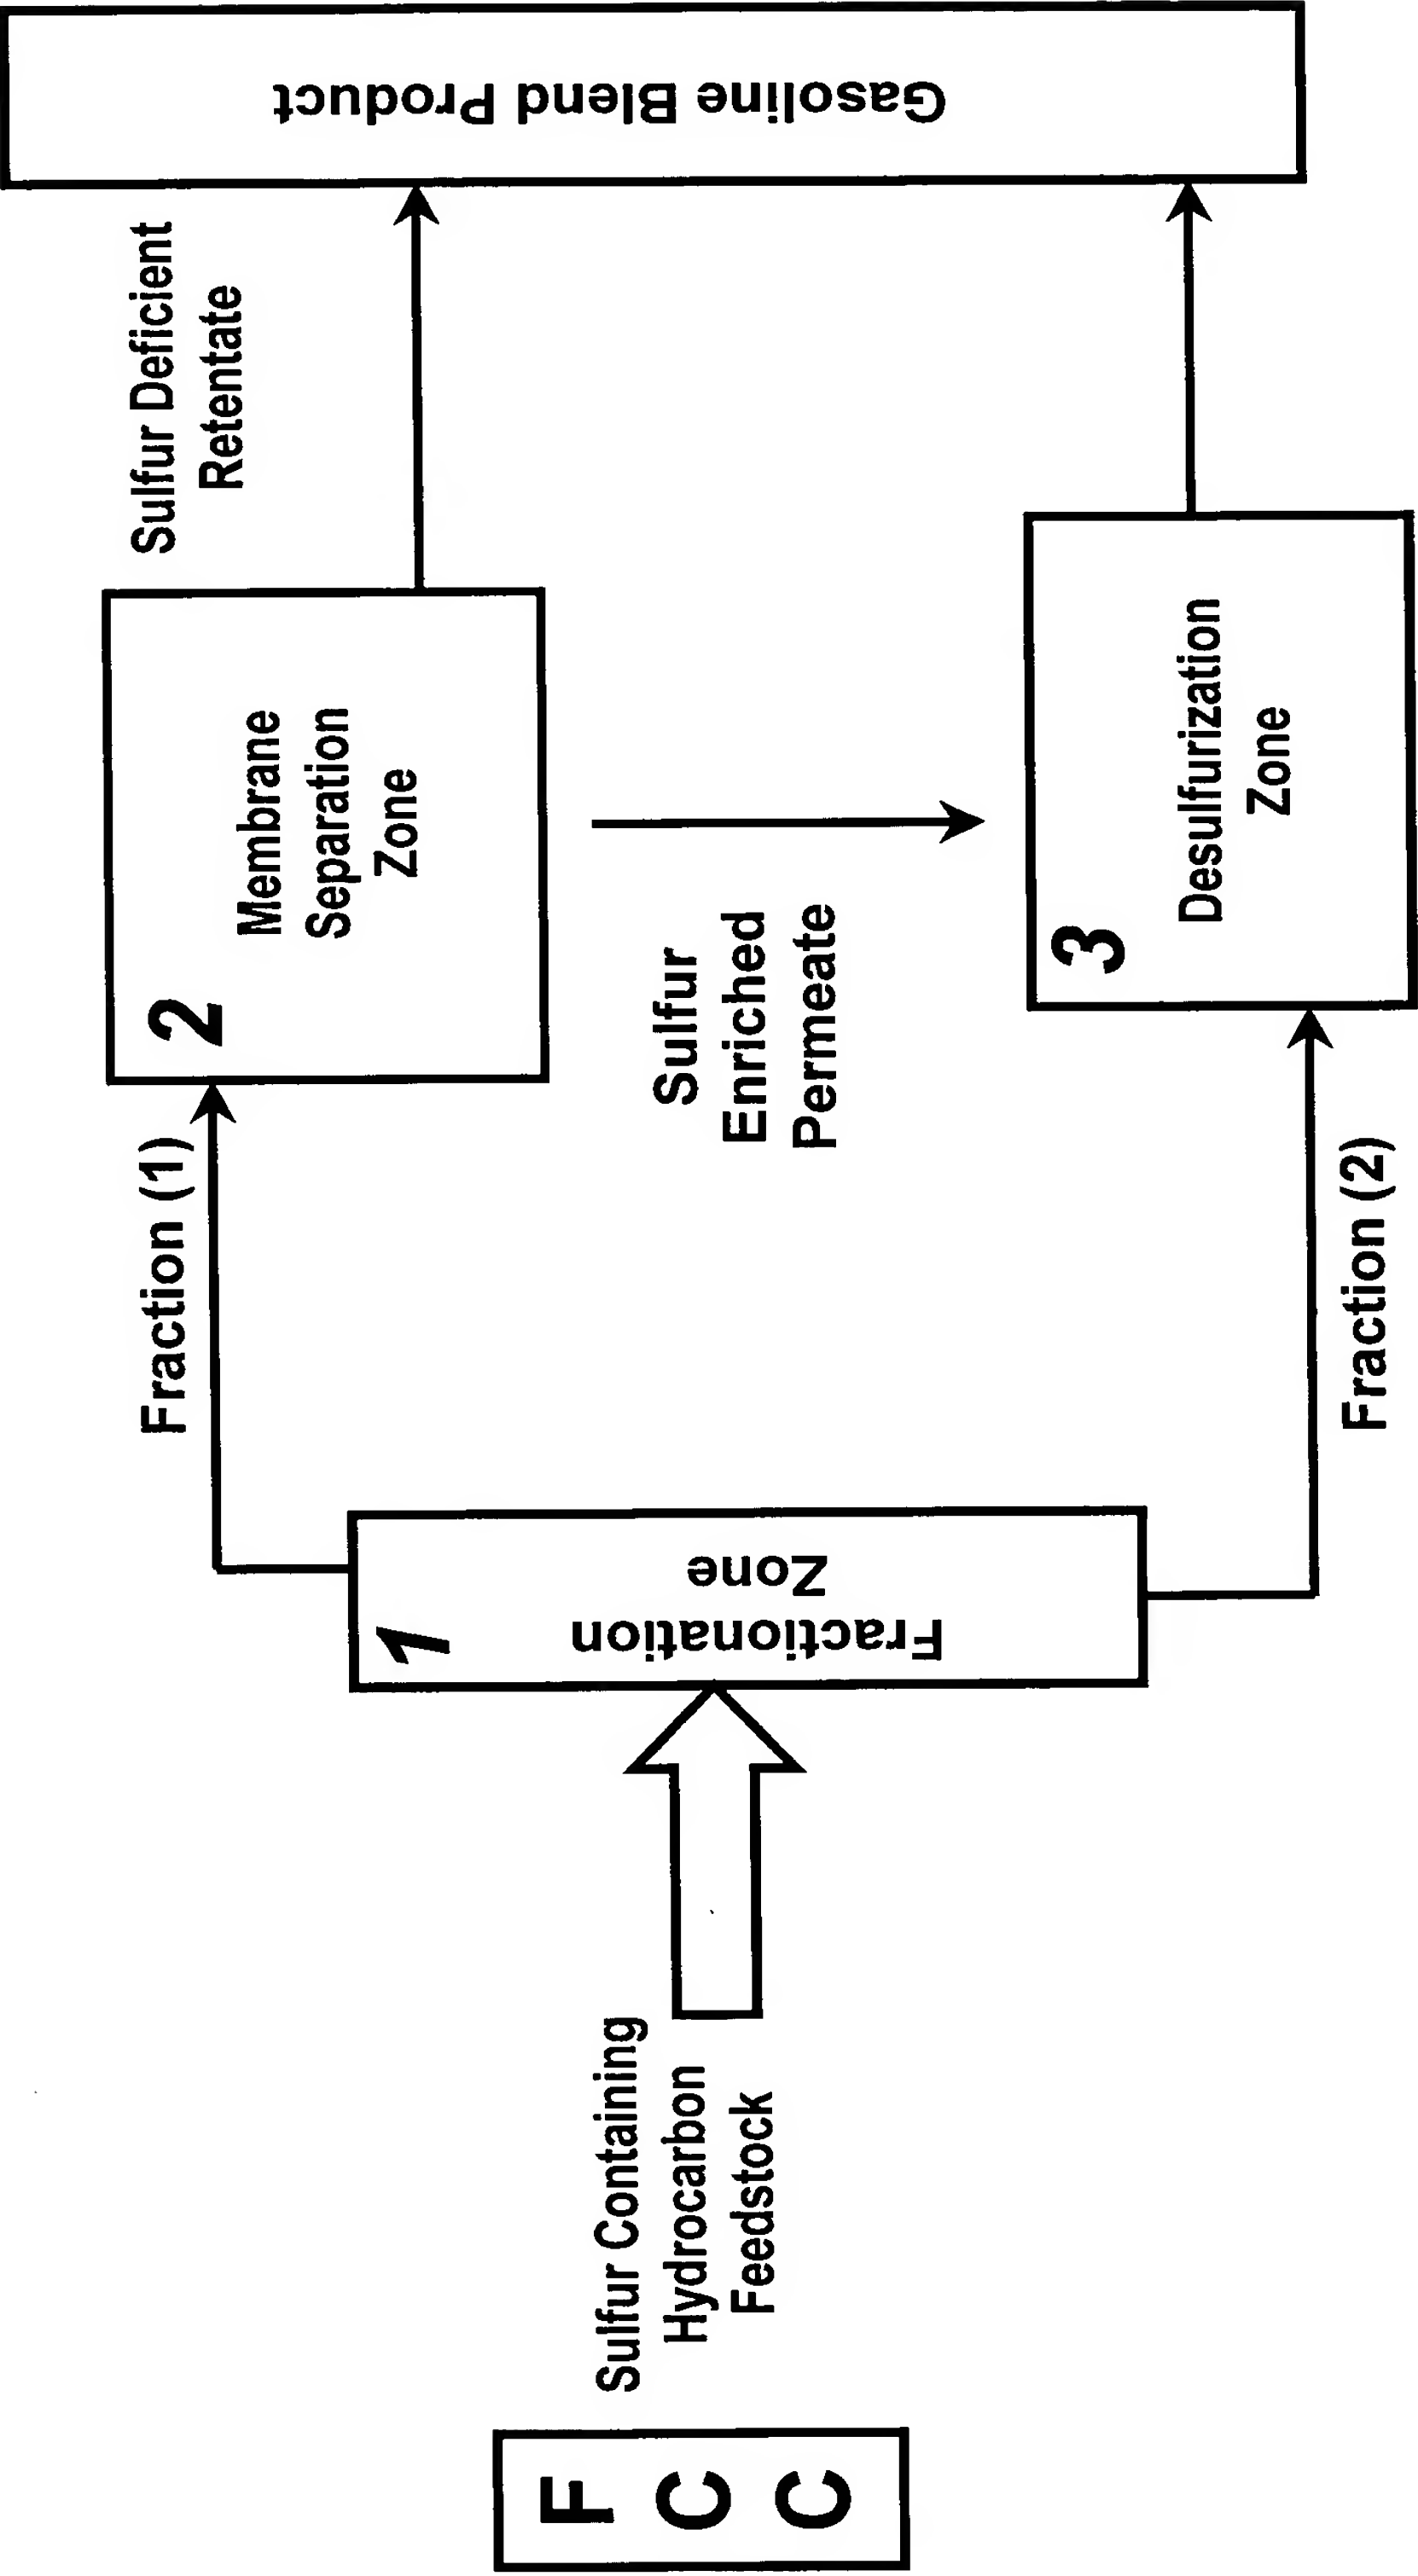 F
C
C
Sulfur Containing
Hydrocarbon
Feedstock
1
Fractionation
Zone
Fraction (1)
Fraction (2)
2
Membrane
Separation
Zone
Sulfur
Enriched
Permeate
3
Desulfurization
Zone
Sulfur Deficient
Retentate
Gasoline Blend Product